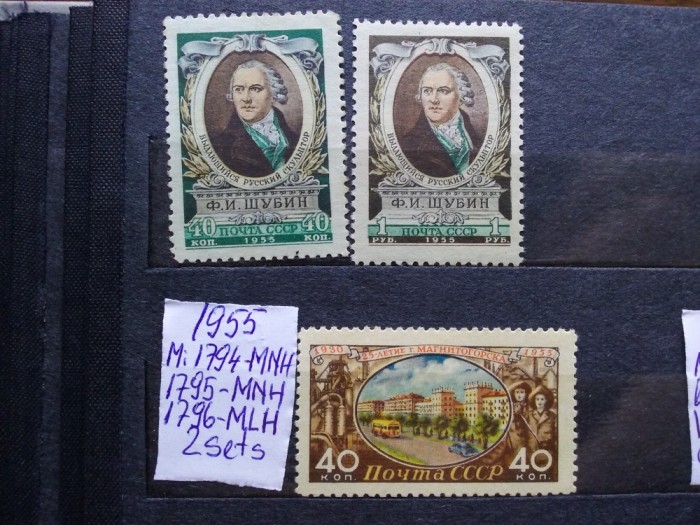 ВЫДАЮЩИЙСЯ РУССКИЙ СКУЛЬПТОР
Ф.И. ШУБИН
40 40
ПОЧТА СССР
КОП. 1955 КОП.
ВЫДАЮЩИЙСЯ РУССКИЙ СКУЛЬПТОР
Ф.И. ШУБИН
1 1
ПОЧТА СССР
РУБ. 1955 РУБ.
1955
Mi 1794-MNH
1795-MNH
1796-MLH
2 sets
1930 25-ЛЕТИЕ г. МАГНИТОГОРСКА 1955
40 40
КОП. Почта СССР КОП.